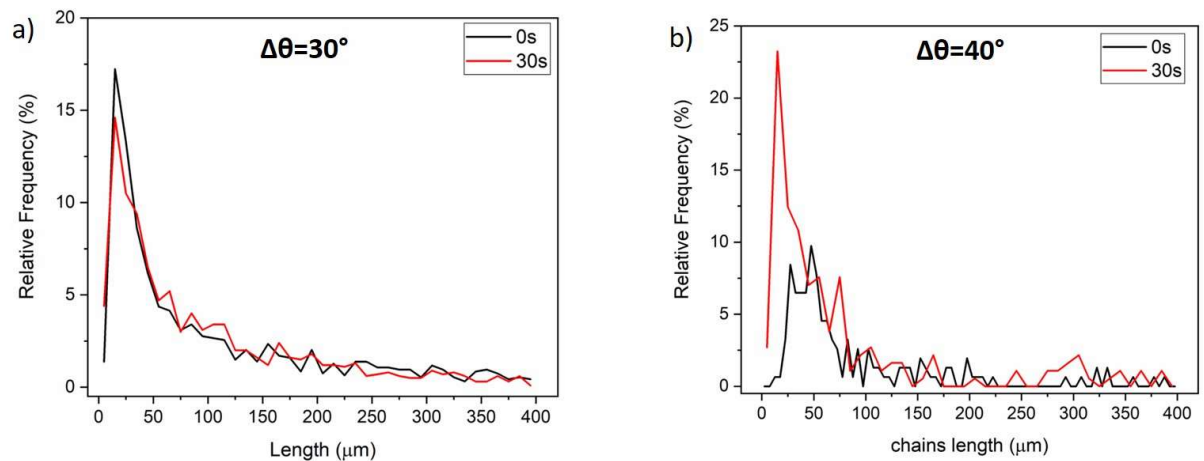 a)
Δθ=30°
0s
30s
Relative Frequency (%)
20
15
10
5
0
0
50
100
150
200
250
300
350
400
Length (μm)
b)
Δθ=40°
0s
30s
Relative Frequency (%)
25
20
15
10
5
0
0
50
100
150
200
250
300
350
400
chains length (μm)